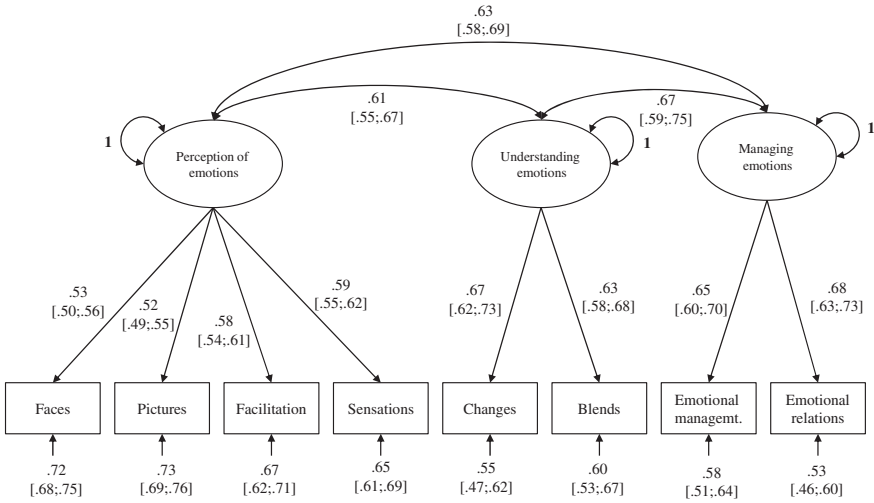 .63
[.58;.69]
.61
[.55;.67]
.67
[.59;.75]
1
Perception of
emotions
Understanding
emotions
1
Managing
emotions
1
.53
[.50;.56]
.52
[.49;.55]
.58
[.54;.61]
.59
[.55;.62]
.67
[.62;.73]
.63
[.58;.68]
.65
[.60;.70]
.68
[.63;.73]
Faces
Pictures
Facilitation
Sensations
Changes
Blends
Emotional
managemt.
Emotional
relations
.72
[.68;.75]
.73
[.69;.76]
.67
[.62;.71]
.65
[.61;.69]
.55
[.47;.62]
.60
[.53;.67]
.58
[.51;.64]
.53
[.46;.60]